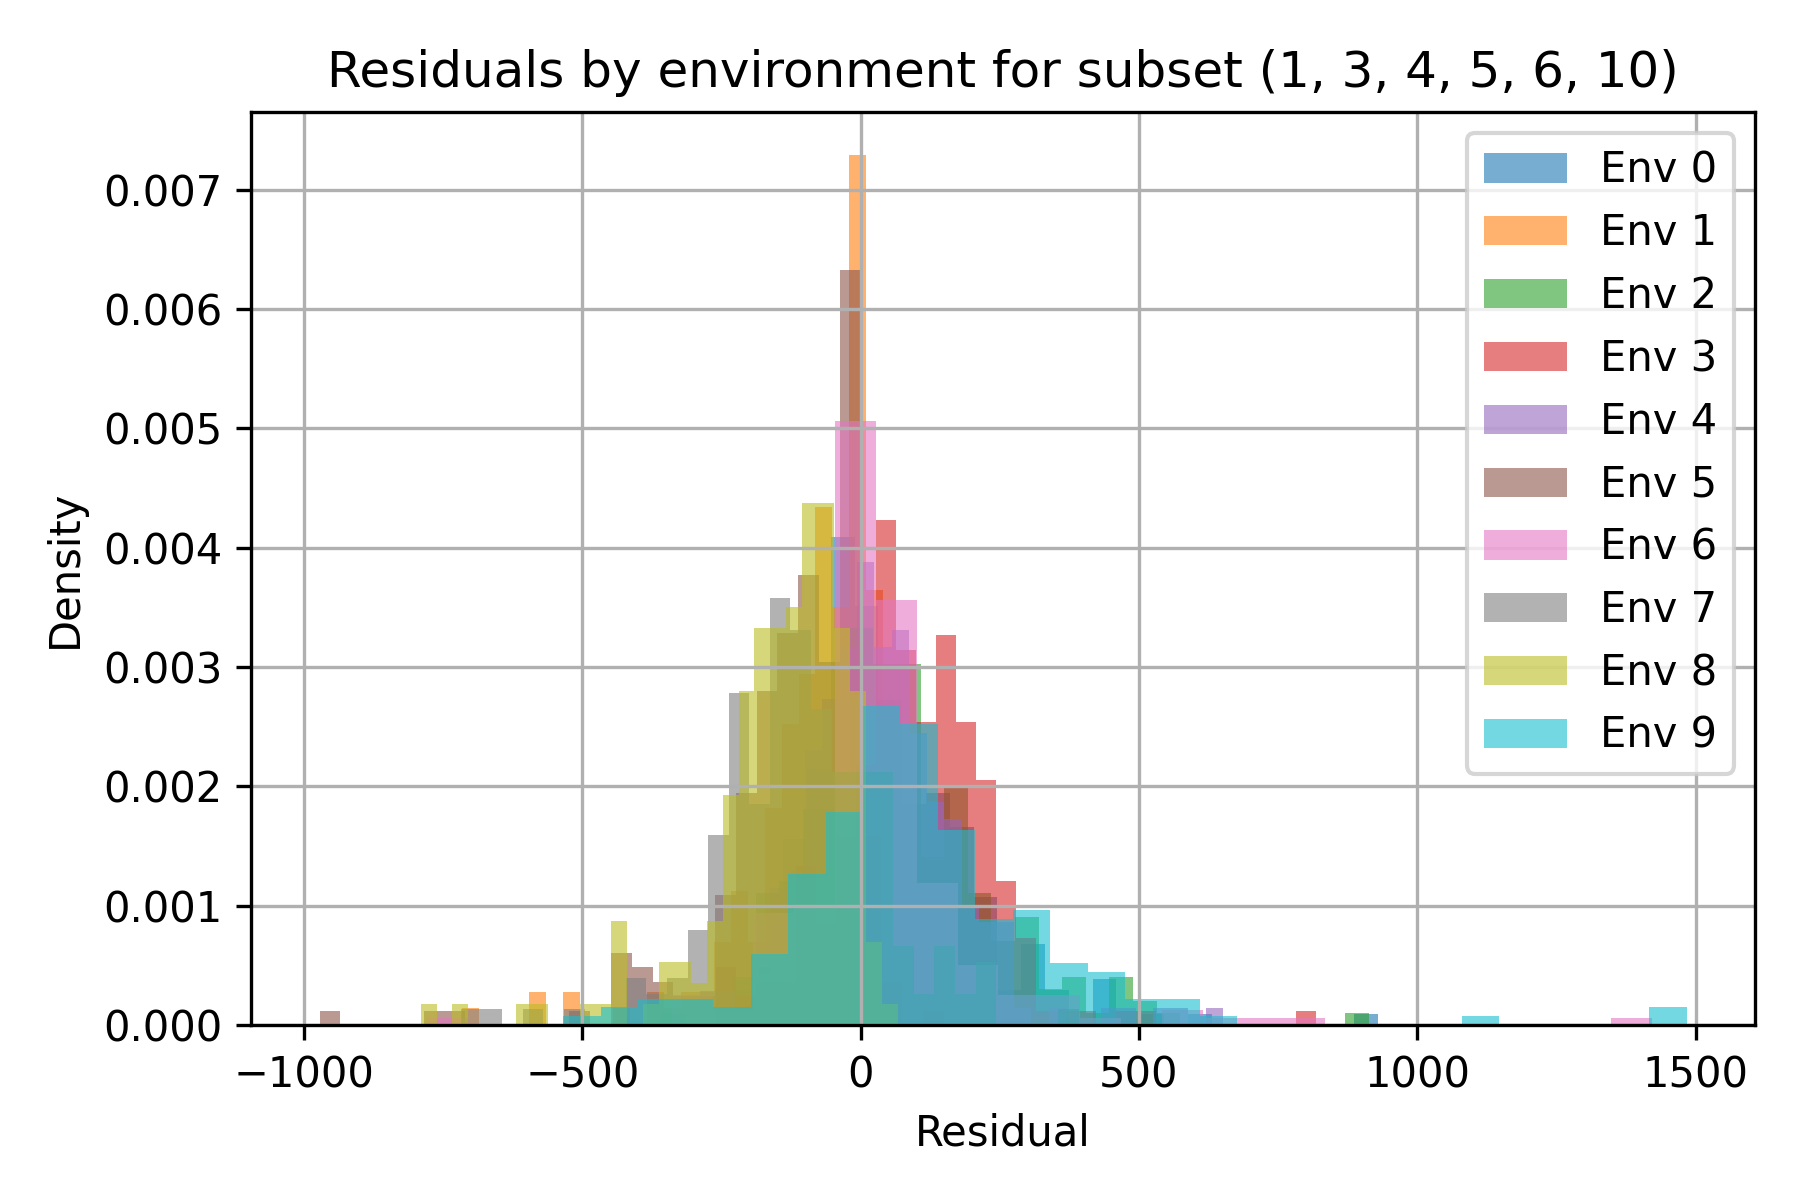 Residuals by environment for subset (1, 3, 4, 5, 6, 10)
Env 0
Env 1
Env 2
Env 3
Env 4
Env 5
Env 6
Env 7
Env 8
Env 9
Density
0.007
0.006
0.005
0.004
0.003
0.002
0.001
0.000
−1000 −500 0 500 1000 1500
Residual